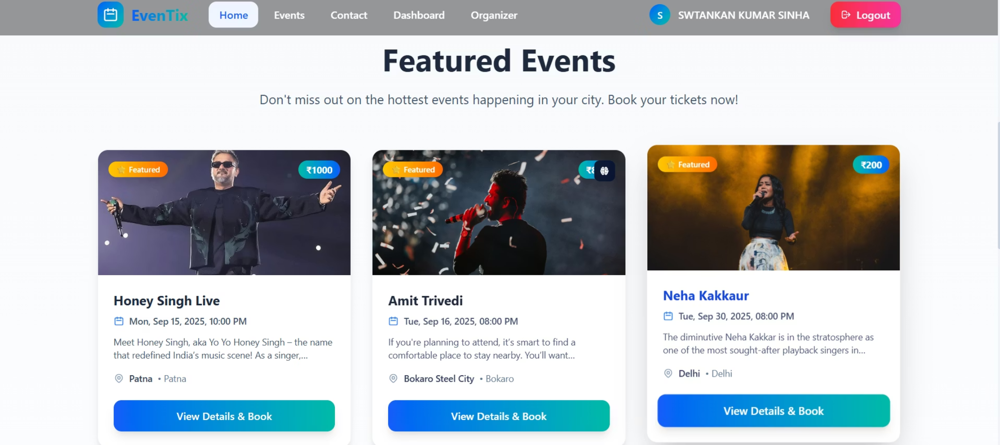 EvenTix
Home
Events
Contact
Dashboard
Organizer
S
SWTANKAN KUMAR SINHA
Logout
Featured Events
Don't miss out on the hottest events happening in your city. Book your tickets now!
Featured
₹1000
Honey Singh Live
Mon, Sep 15, 2025, 10:00 PM
Meet Honey Singh, aka Yo Yo Honey Singh – the name
that redefined India’s music scene! As a singer,...
Patna • Patna
View Details & Book
Featured
Amit Trivedi
Tue, Sep 16, 2025, 08:00 PM
If you're planning to attend, it’s smart to find a
comfortable place to stay nearby. You’ll want...
Bokaro Steel City • Bokaro
View Details & Book
Featured
₹200
Neha Kakkaur
Tue, Sep 30, 2025, 08:00 PM
The diminutive Neha Kakkar is in the stratosphere as
one of the most sought-after playback singers in...
Delhi • Delhi
View Details & Book